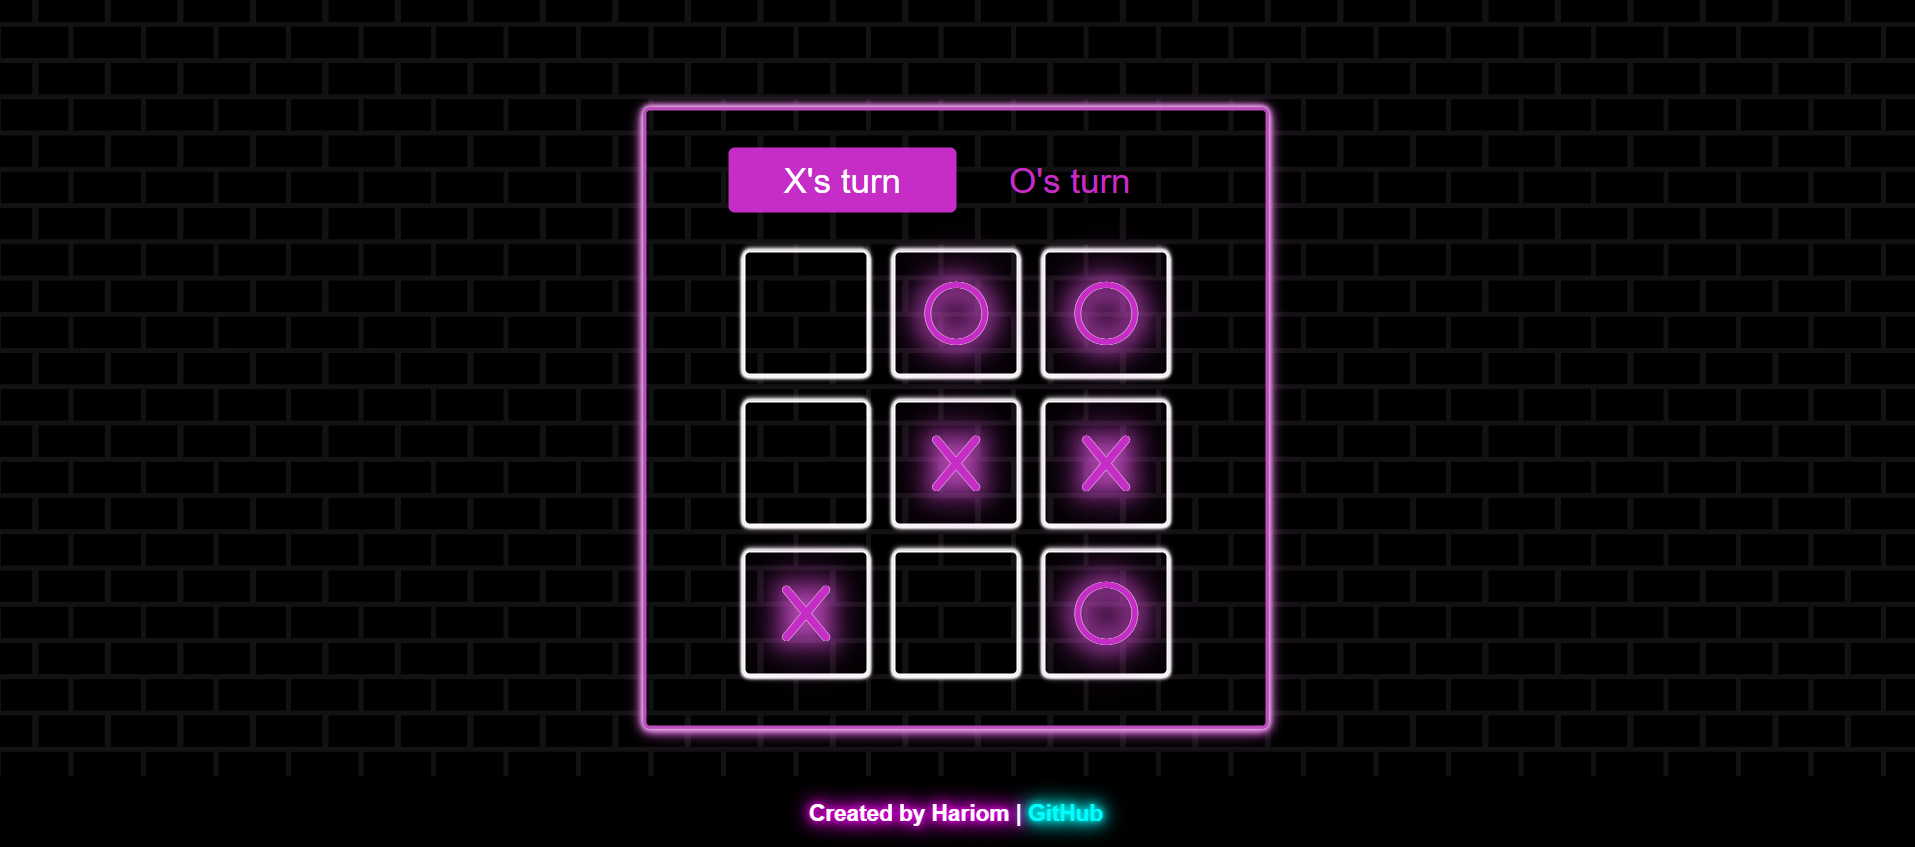 X's turn O's turn
O O
X X
X O
Created by Hariom | GitHub